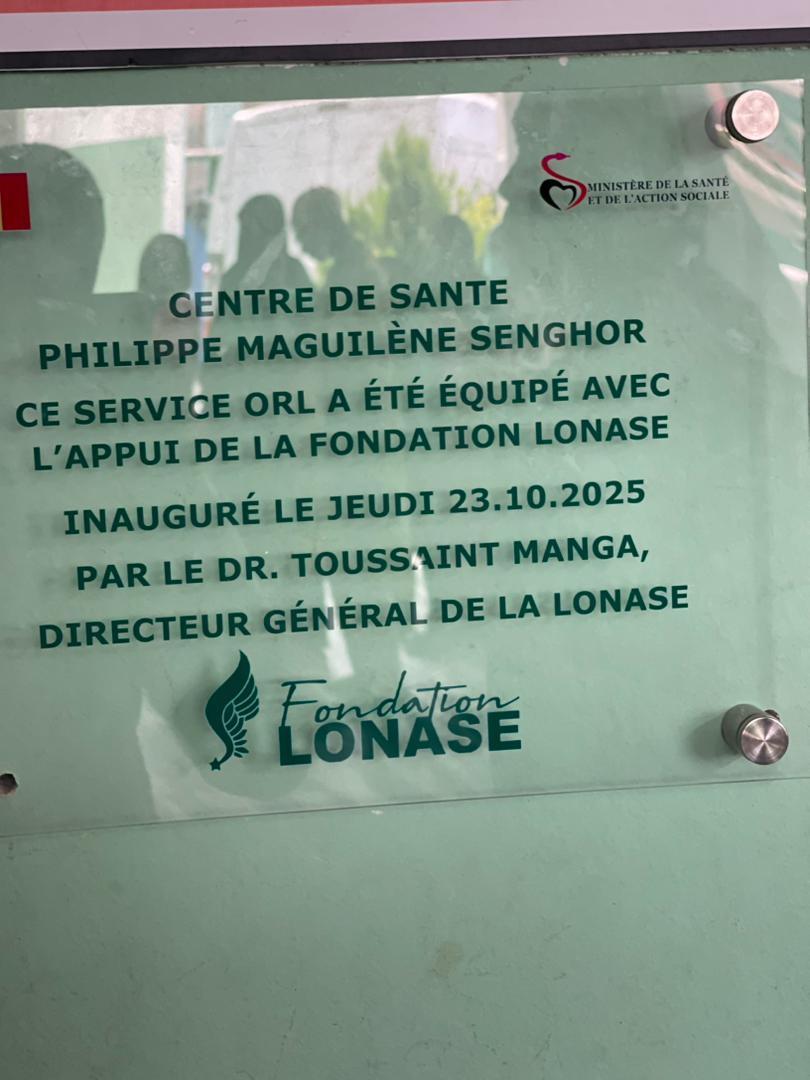 MINISTÈRE DE LA SANTÉ
ET DE L'ACTION SOCIALE
CENTRE DE SANTE
PHILIPPE MAGUILÈNE SENGHOR
CE SERVICE ORL A ÉTÉ ÉQUIPÉ AVEC
L'APPUI DE LA FONDATION LONASE
INAUGURÉ LE JEUDI 23.10.2025
PAR LE DR. TOUSSAINT MANGA,
DIRECTEUR GÉNÉRAL DE LA LONASE
Fondation
LONASE